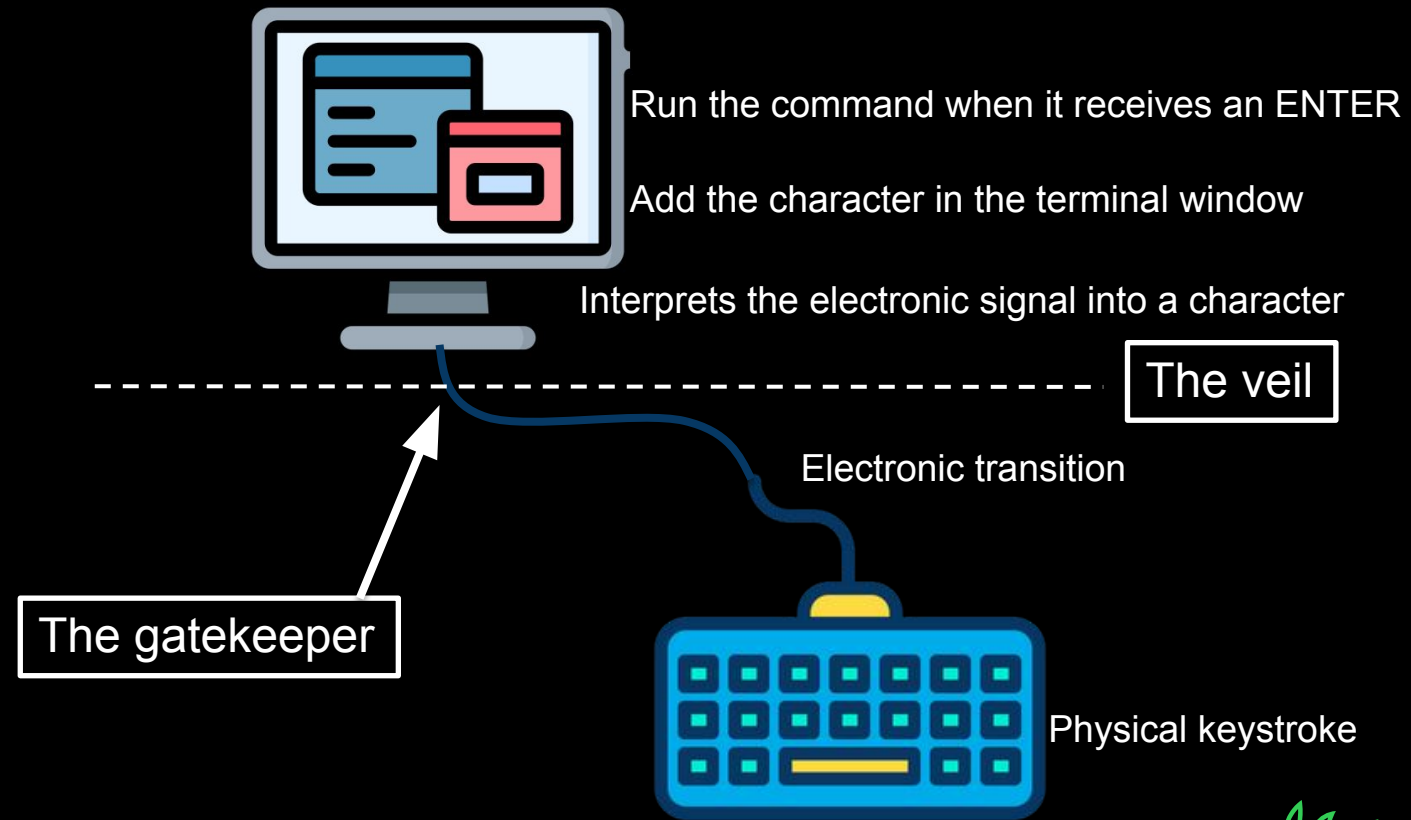 Run the command when it receives an ENTER
Add the character in the terminal window
Interprets the electronic signal into a character
The veil
Electronic transition
The gatekeeper
Physical keystroke